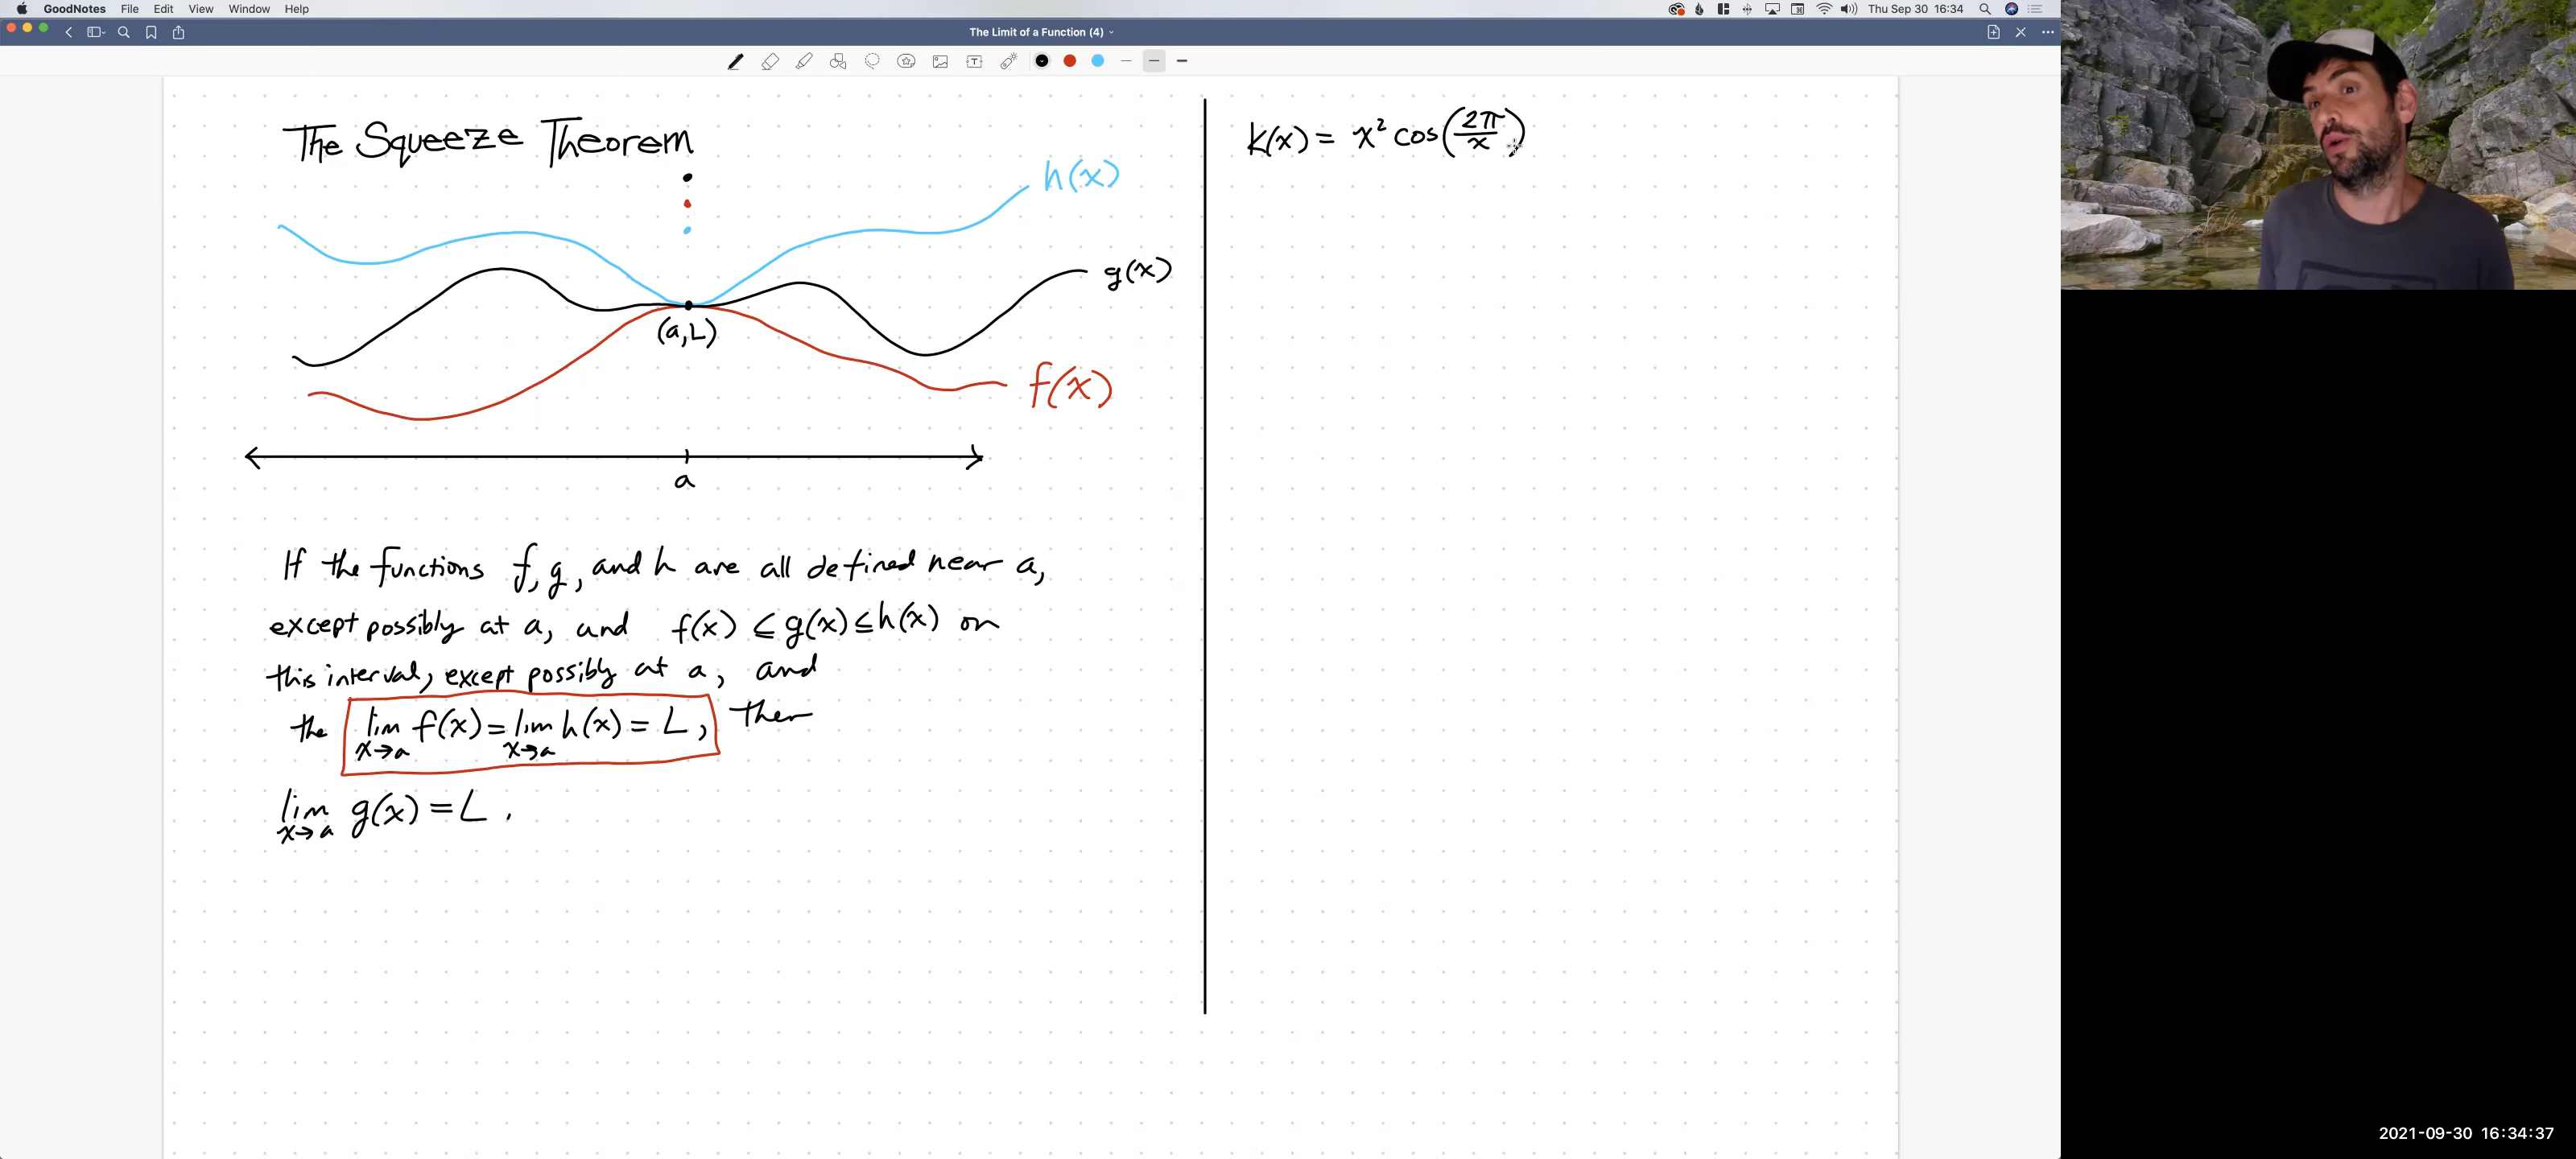 GoodNotes File Edit View Window Help
Thu Sep 30 16:34
The Limit of a Function (4)
The Squeeze Theorem
h(x)
g(x)
(a,L)
f(x)
a
If the functions f, g, and h are all defined near a,
except possibly at a, and f(x) ≤ g(x) ≤ h(x) on
this interval, except possibly at a, and
the lim x→a f(x) = lim x→a h(x) = L, then
lim x→a g(x) = L .
k(x) = x² cos(2π/x)
2021-09-30 16:34:37